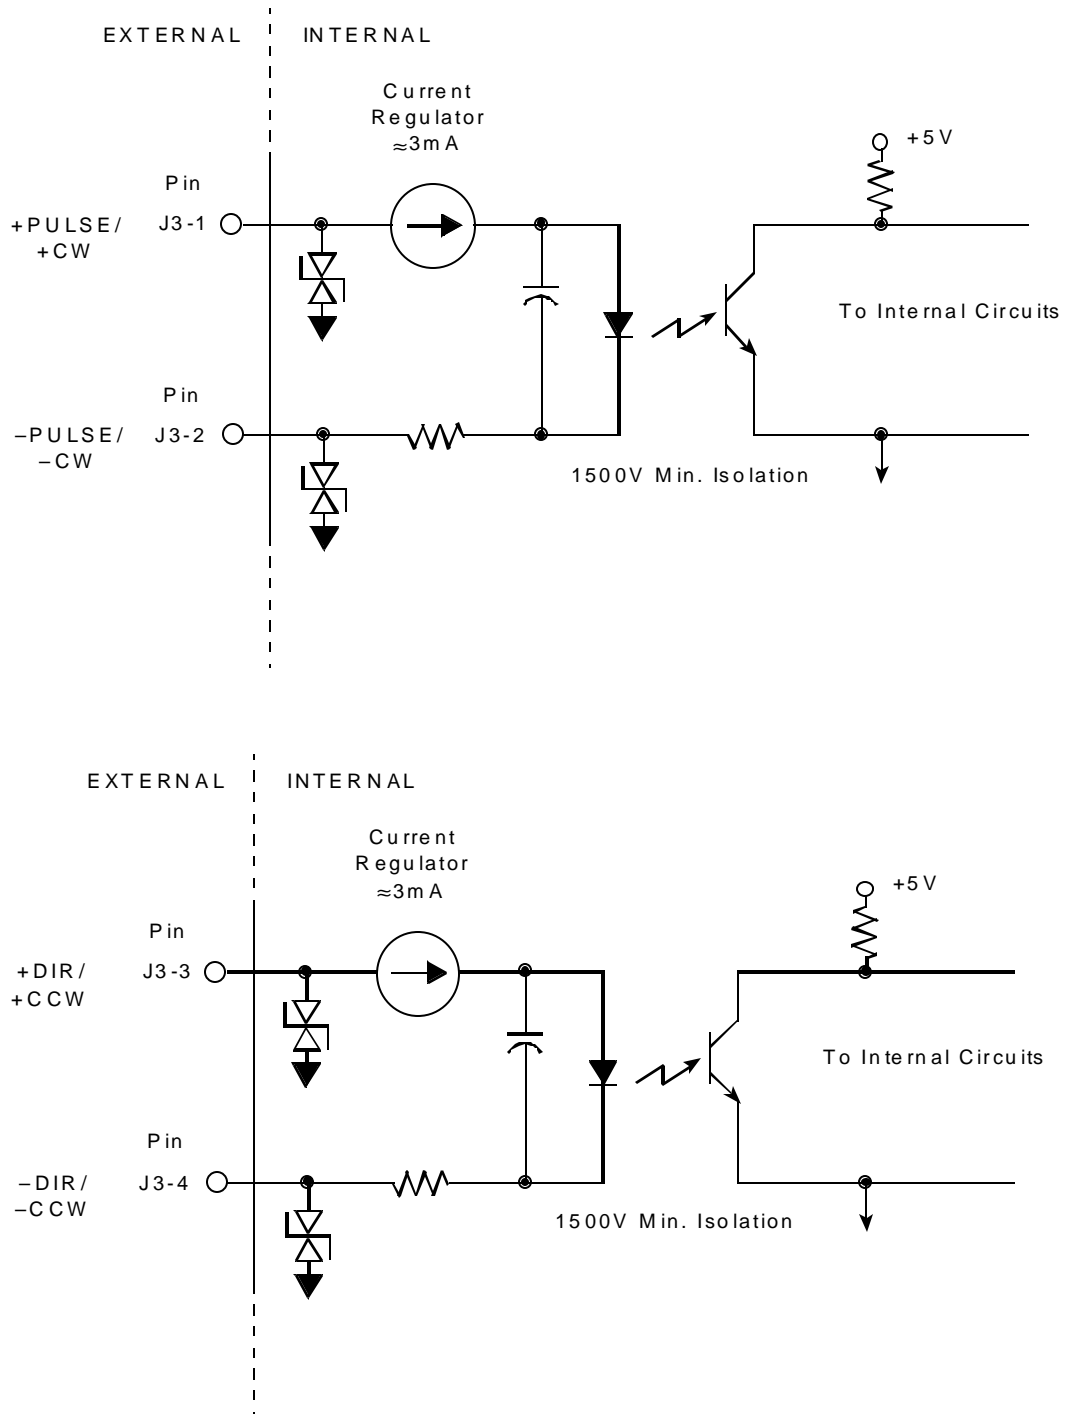 EXTERNAL
INTERNAL
Current
Regulator
≈3mA
+5V
Pin
+PULSE/
+CW
J3-1
To Internal Circuits
Pin
–PULSE/
–CW
J3-2
1500V Min. Isolation
EXTERNAL
INTERNAL
Current
Regulator
≈3mA
+5V
Pin
+DIR/
+CCW
J3-3
To Internal Circuits
Pin
–DIR/
–CCW
J3-4
1500V Min. Isolation